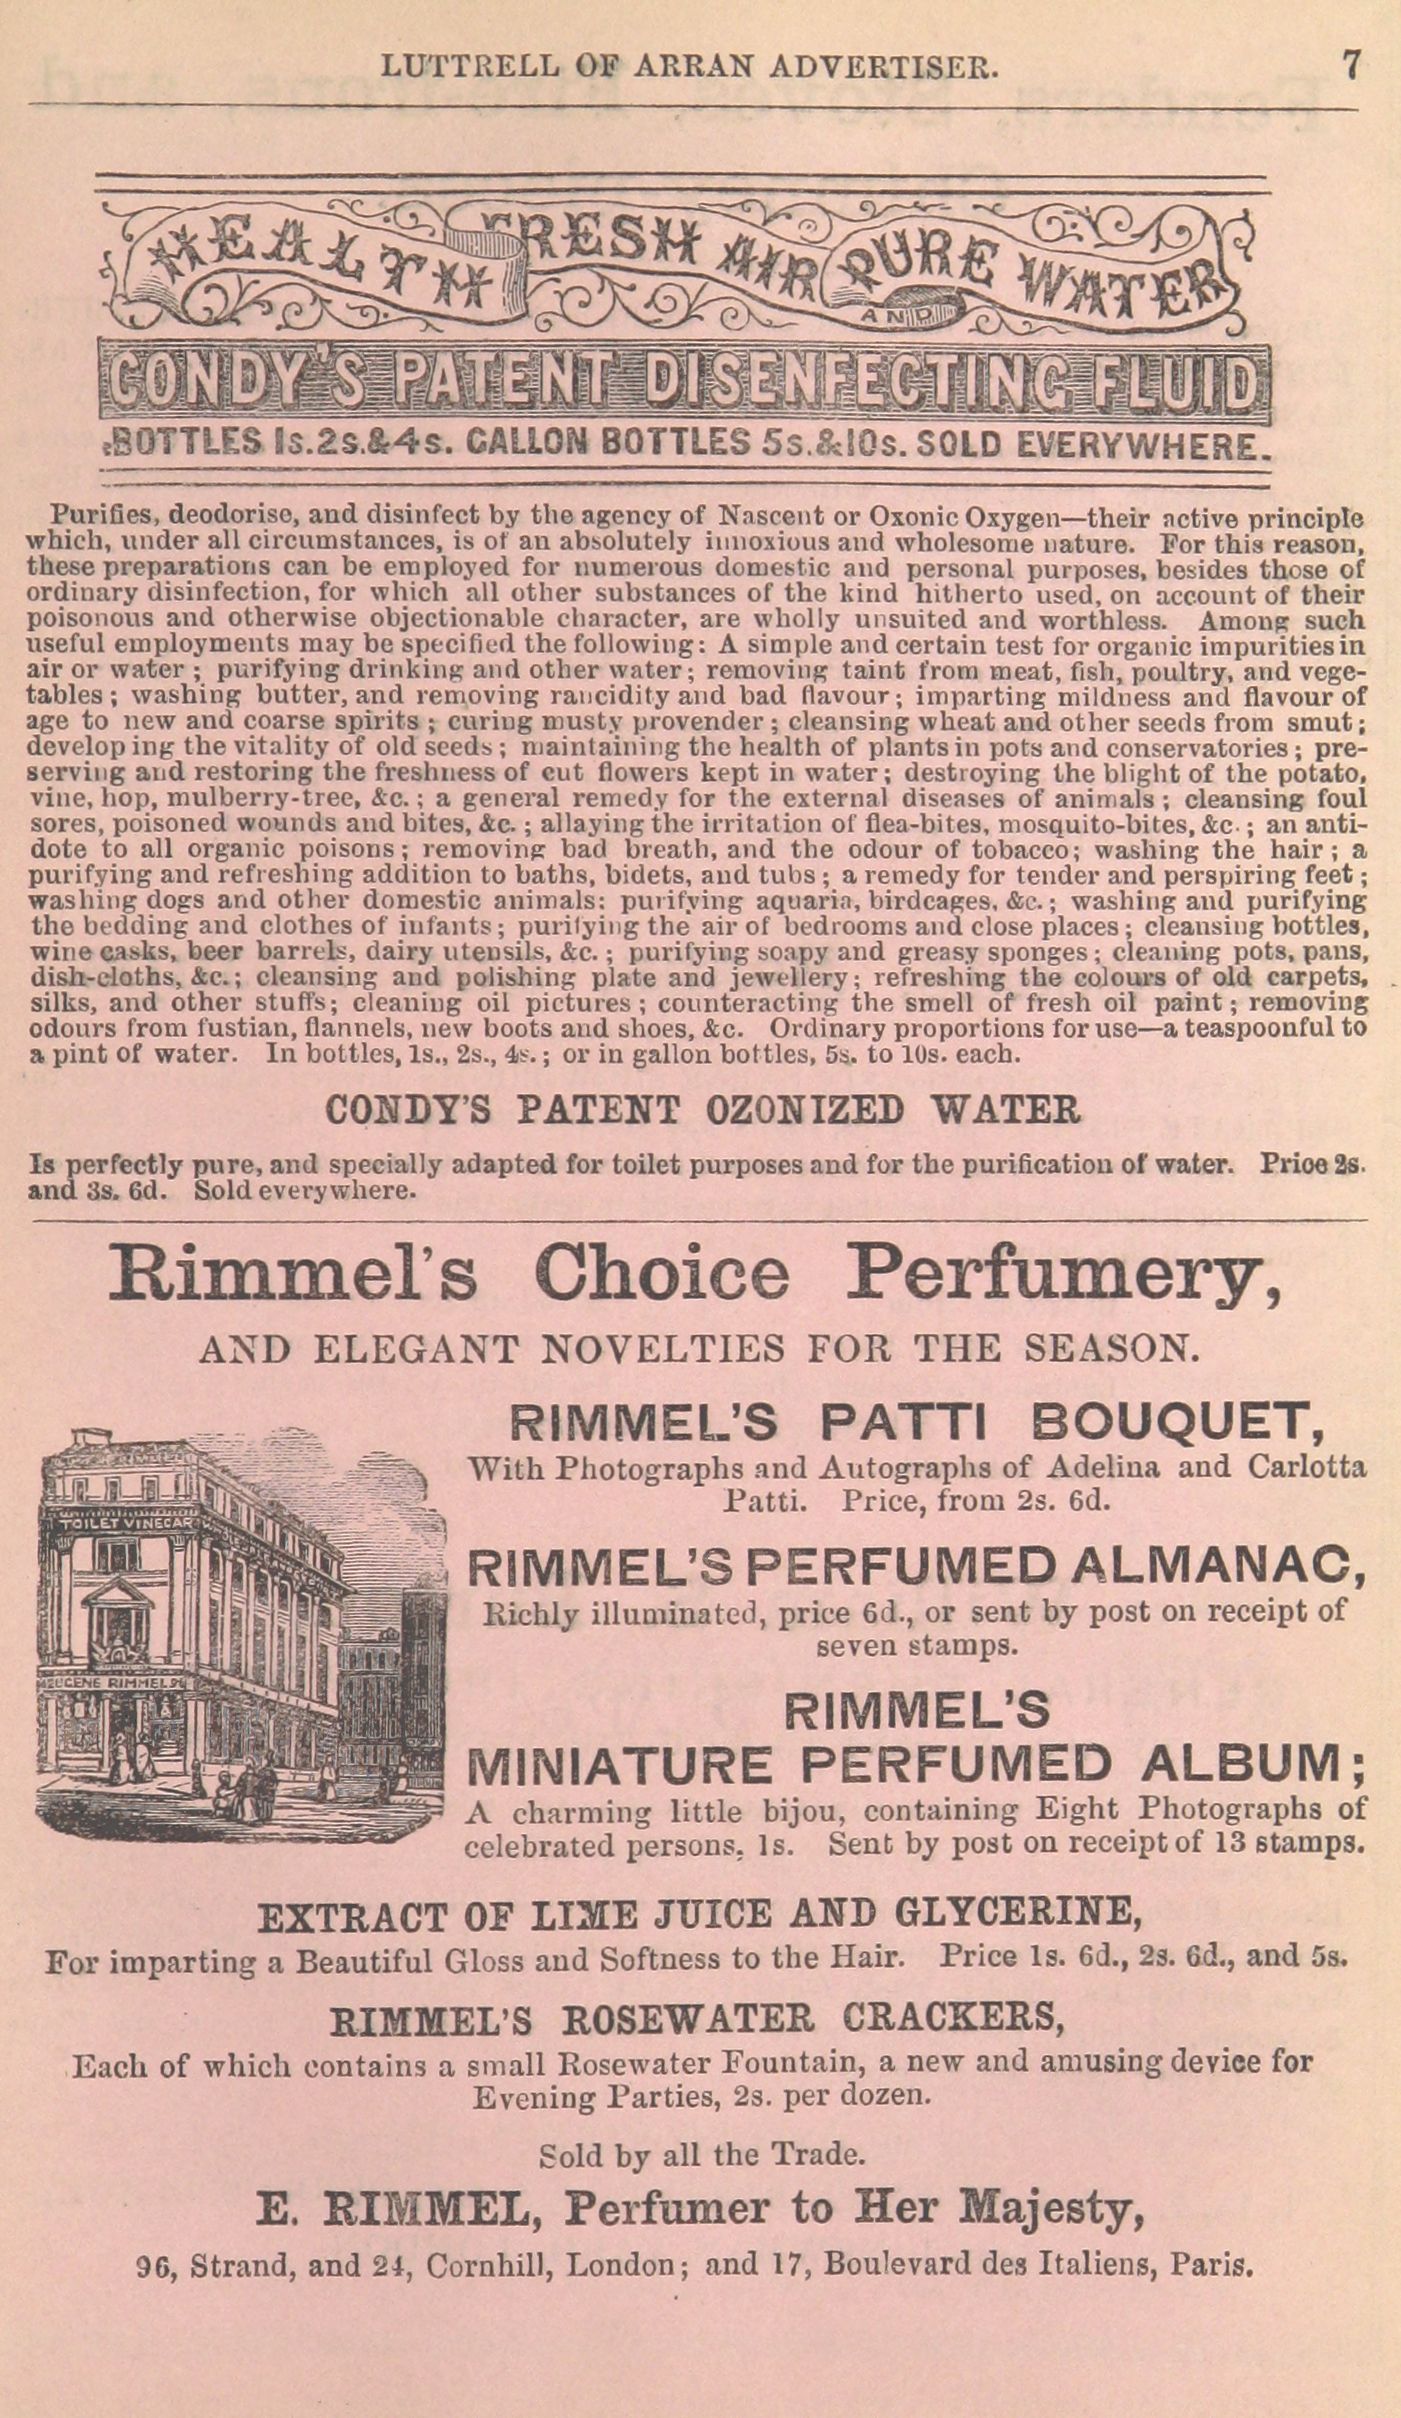 LUTTRELL OF ARRAN ADVERTISER. 7
HEALTH FRESH AIR AND PURE WATER
CONDY'S PATENT DISENFECTING FLUID
BOTTLES 1s.2s.&4s. GALLON BOTTLES 5s.&10s. SOLD EVERYWHERE.
Purifies, deodorise, and disinfect by the agency of Nascent or Oxonic Oxygen—their active principle
which, under all circumstances, is of an absolutely innoxious and wholesome nature. For this reason,
these preparations can be employed for numerous domestic and personal purposes, besides those of
ordinary disinfection, for which all other substances of the kind hitherto used, on account of their
poisonous and otherwise objectionable character, are wholly unsuited and worthless. Among such
useful employments may be specified the following: A simple and certain test for organic impurities in
air or water; purifying drinking and other water; removing taint from meat, fish, poultry, and vege-
tables; washing butter, and removing rancidity and bad flavour; imparting mildness and flavour of
age to new and coarse spirits; curing musty provender; cleansing wheat and other seeds from smut;
develop ing the vitality of old seeds; maintaining the health of plants in pots and conservatories; pre-
serving and restoring the freshness of cut flowers kept in water; destroying the blight of the potato,
vine, hop, mulberry-tree, &c.; a general remedy for the external diseases of animals; cleansing foul
sores, poisoned wounds and bites, &c.; allaying the irritation of flea-bites, mosquito-bites, &c.; an anti-
dote to all organic poisons; removing bad breath, and the odour of tobacco; washing the hair; a
purifying and refreshing addition to baths, bidets, and tubs; a remedy for tender and perspiring feet;
washing dogs and other domestic animals: purifying aquaria, birdcages, &c.; washing and purifying
the bedding and clothes of infants; purifying the air of bedrooms and close places; cleansing bottles,
wine casks, beer barrels, dairy utensils, &c.; purifying soapy and greasy sponges; cleaning pots, pans,
dish-cloths, &c.; cleansing and polishing plate and jewellery; refreshing the colours of old carpets,
silks, and other stuffs; cleaning oil pictures; counteracting the smell of fresh oil paint; removing
odours from fustian, flannels, new boots and shoes, &c. Ordinary proportions for use—a teaspoonful to
a pint of water. In bottles, 1s., 2s., 4s.; or in gallon bottles, 5s. to 10s. each.
CONDY'S PATENT OZONIZED WATER
Is perfectly pure, and specially adapted for toilet purposes and for the purification of water. Price 2s.
and 3s. 6d. Sold everywhere.
Rimmel's Choice Perfumery,
AND ELEGANT NOVELTIES FOR THE SEASON.
TOILET VINEGAR
EUGENE RIMMEL
RIMMEL'S PATTI BOUQUET,
With Photographs and Autographs of Adelina and Carlotta
Patti. Price, from 2s. 6d.
RIMMEL'S PERFUMED ALMANAC,
Richly illuminated, price 6d., or sent by post on receipt of
seven stamps.
RIMMEL'S
MINIATURE PERFUMED ALBUM;
A charming little bijou, containing Eight Photographs of
celebrated persons, 1s. Sent by post on receipt of 13 stamps.
EXTRACT OF LIME JUICE AND GLYCERINE,
For imparting a Beautiful Gloss and Softness to the Hair. Price 1s. 6d., 2s. 6d., and 5s.
RIMMEL'S ROSEWATER CRACKERS,
Each of which contains a small Rosewater Fountain, a new and amusing device for
Evening Parties, 2s. per dozen.
Sold by all the Trade.
E. RIMMEL, Perfumer to Her Majesty,
96, Strand, and 24, Cornhill, London; and 17, Boulevard des Italiens, Paris.